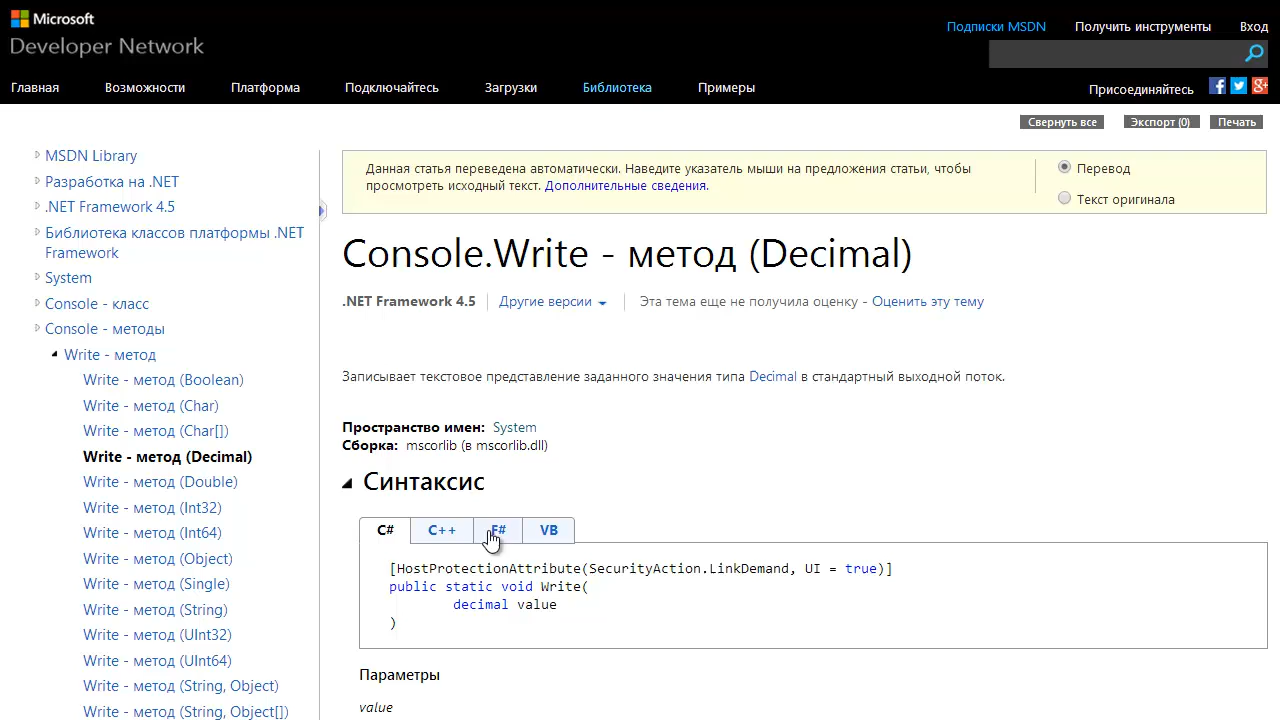 Microsoft
Developer Network
Подписки MSDN
Получить инструменты
Вход
Главная
Возможности
Платформа
Подключайтесь
Загрузки
Библиотека
Примеры
Присоединяйтесь
Свернуть все
Экспорт (0)
Печать
MSDN Library
Разработка на .NET
.NET Framework 4.5
Библиотека классов платформы .NET
Framework
System
Console - класс
Console - методы
Write - метод
Write - метод (Boolean)
Write - метод (Char)
Write - метод (Char[])
Write - метод (Decimal)
Write - метод (Double)
Write - метод (Int32)
Write - метод (Int64)
Write - метод (Object)
Write - метод (Single)
Write - метод (String)
Write - метод (UInt32)
Write - метод (UInt64)
Write - метод (String, Object)
Write - метод (String, Object[])
Данная статья переведена автоматически. Наведите указатель мыши на предложения статьи, чтобы
просмотреть исходный текст. Дополнительные сведения.
Перевод
Текст оригинала
Console.Write - метод (Decimal)
.NET Framework 4.5
Другие версии
Эта тема еще не получила оценку - Оценить эту тему
Записывает текстовое представление заданного значения типа Decimal в стандартный выходной поток.
Пространство имен: System
Сборка: mscorlib (в mscorlib.dll)
Синтаксис
C#
C++
F#
VB
[HostProtectionAttribute(SecurityAction.LinkDemand, UI = true)]
public static void Write(
decimal value
)
Параметры
value